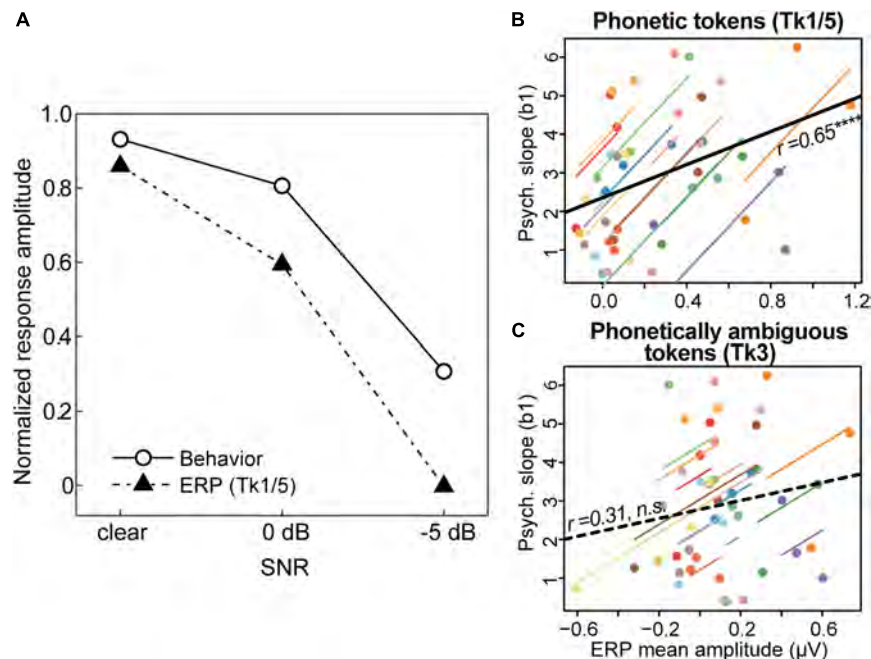 A
Normalized response amplitude
1.0
0.8
0.6
0.4
0.2
0
Behavior
ERP (Tk1/5)
clear
0 dB
-5 dB
SNR
B
Phonetic tokens (Tk1/5)
Psych. slope (b1)
6
5
4
3
2
1
r =0.65****
0.0
0.4
0.8
1.2
C
Phonetically ambiguous
tokens (Tk3)
Psych. slope (b1)
6
5
4
3
2
1
r =0.31, n.s.
−0.6
−0.2
0.2
0.6
ERP mean amplitude (µV)